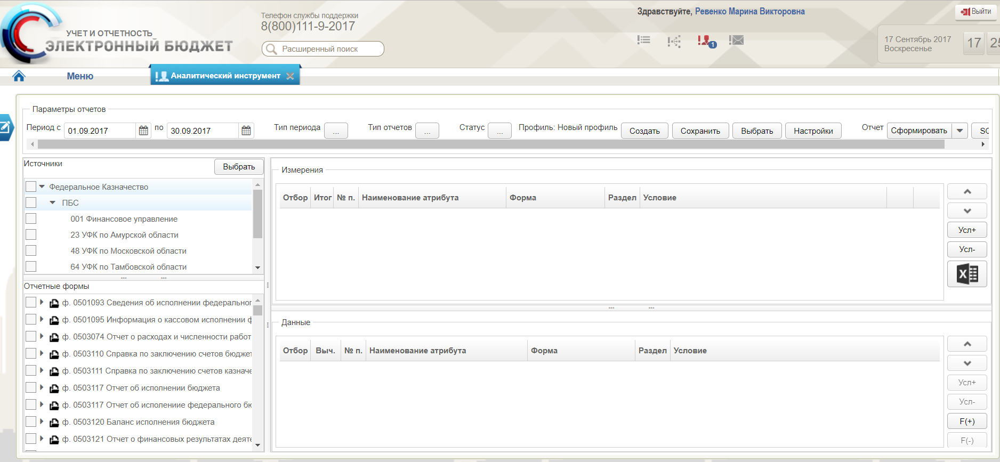 УЧЕТ И ОТЧЕТНОСТЬ
ЭЛЕКТРОННЫЙ БЮДЖЕТ
Телефон службы поддержки
8(800)111-9-2017
Расширенный поиск
Здравствуйте, Ревенко Марина Викторовна
1
Выйти
17 Сентябрь 2017
Воскресенье
17 25
Меню
Аналитический инструмент
Параметры отчетов
Период с 01.09.2017 по 30.09.2017 Тип периода ... Тип отчетов ... Статус ... Профиль: Новый профиль Создать Сохранить Выбрать Настройки Отчет Сформировать SC
Источники Выбрать
Федеральное Казначество
ПБС
001 Финансовое управление
23 УФК по Амурской области
48 УФК по Московской области
64 УФК по Тамбовской области
Отчетные формы
ф. 0501093 Сведения об исполнении федеральног
ф. 0501095 Информация о кассовом исполнении ф
ф. 0503074 Отчет о расходах и численности работ
ф. 0503110 Справка по заключению счетов бюджет
ф. 0503111 Справка по заключению счетов казначе
ф. 0503117 Отчет об исполнении бюджета
ф. 0503117 Отчет об исполениие федерального бю
ф. 0503120 Баланс исполнения бюджета
ф. 0503121 Отчет о финансовых результатах деяте
Измерения
Отбор Итог № п. Наименование атрибута Форма Раздел Условие
Усл+
Усл-
X
Данные
Отбор Выч. № п. Наименование атрибута Форма Раздел Условие
Усл+
Усл-
F(+)
F(-)